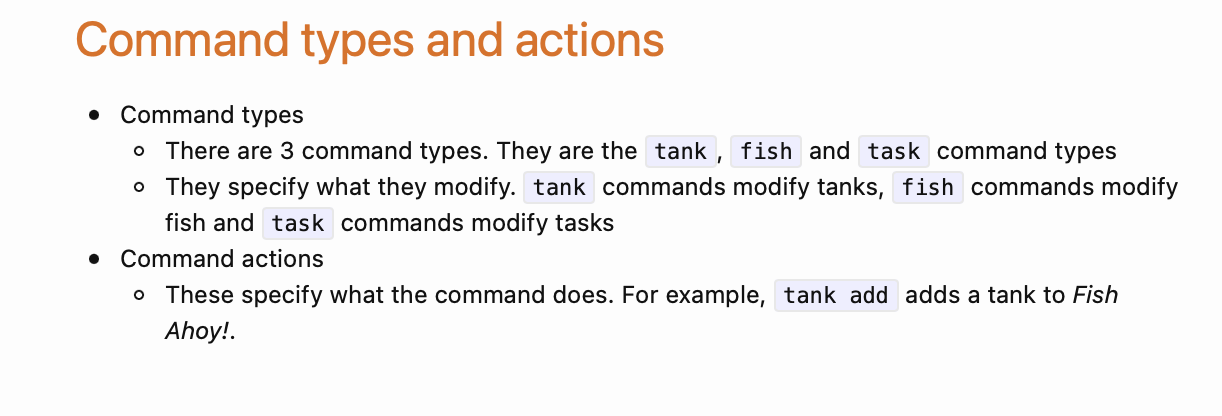 Command types and actions
Command types
There are 3 command types. They are the tank, fish and task command types
They specify what they modify. tank commands modify tanks, fish commands modify
fish and task commands modify tasks
Command actions
These specify what the command does. For example, tank add adds a tank to Fish
Ahoy!.